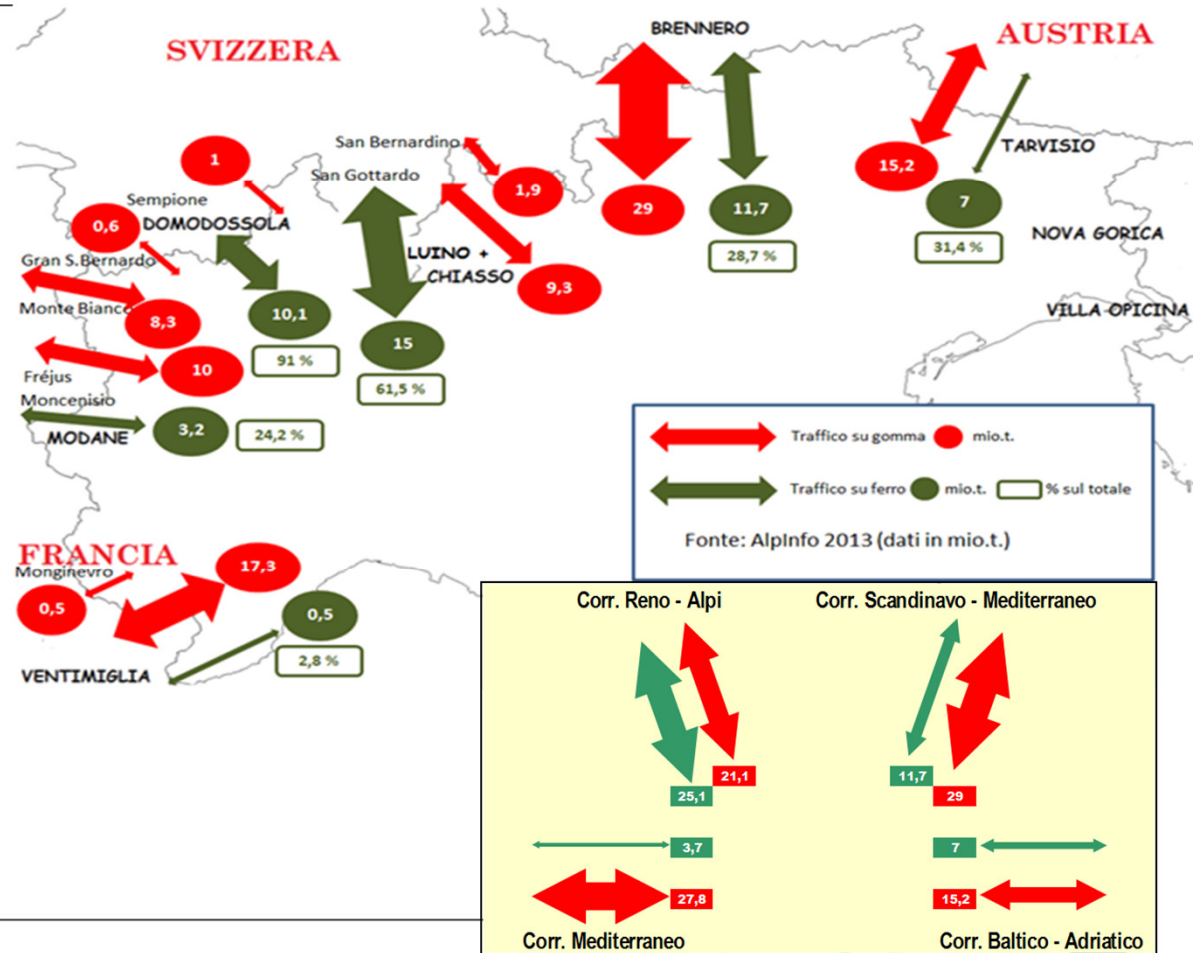 BRENNERO
SVIZZERA
AUSTRIA
San Bernardino
TARVISIO
15,2
1
San Gottardo
1,9
Sempione
29
11,7
7
0,6
DOMODOSSOLA
28,7 %
31,4 %
NOVA GORICA
Gran S.Bernardo
LUINO +
CHIASSO
9,3
Monte Bianco
8,3
10,1
15
VILLA OPICINA
91 %
61,5 %
Fréjus
10
Moncenisio
MODANE
3,2
24,2 %
Traffico su gomma mio.t.
Traffico su ferro mio.t. % sul totale
Fonte: AlpInfo 2013 (dati in mio.t.)
FRANCIA
Monginevro
17,3
0,5
0,5
2,8 %
VENTIMIGLIA
Corr. Reno - Alpi
Corr. Scandinavo - Mediterraneo
21,1
25,1
11,7
29
3,7
7
27,8
15,2
Corr. Mediterraneo
Corr. Baltico - Adriatico